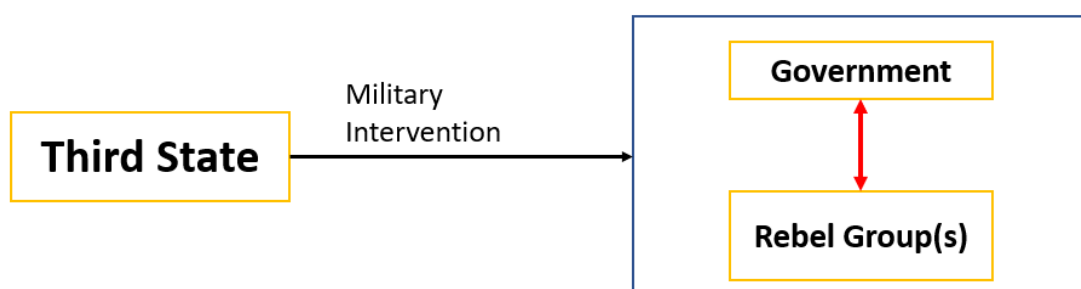 Government
Military
Intervention
Third State
Rebel Group(s)